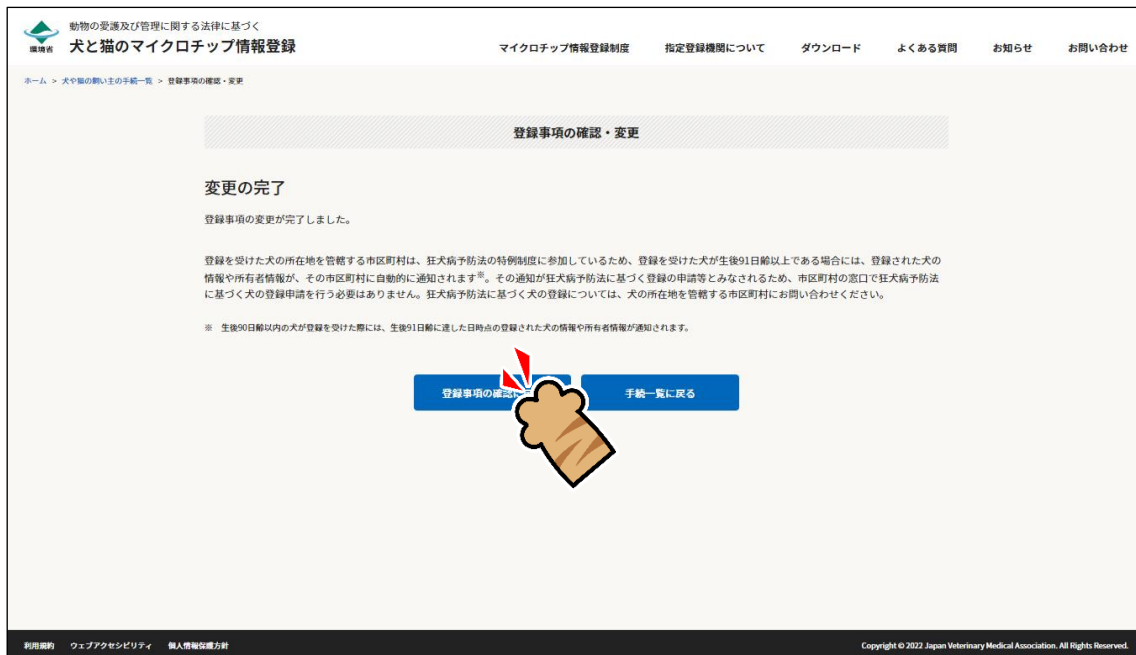 動物の愛護及び管理に関する法律に基づく
環境省
犬と猫のマイクロチップ情報登録
マイクロチップ情報登録制度 指定登録機関について ダウンロード よくある質問 お知らせ お問い合わせ
ホーム > 犬や猫の飼い主の手続一覧 > 登録事項の確認・変更
登録事項の確認・変更
変更の完了
登録事項の変更が完了しました。
登録を受けた犬の所在地を管轄する市区町村は、狂犬病予防法の特例制度に参加しているため、登録を受けた犬が生後91日齢以上である場合には、登録された犬の
情報や所有者情報が、その市区町村に自動的に通知されます※。その通知が狂犬病予防法に基づく登録の申請等とみなされるため、市区町村の窓口で狂犬病予防法
に基づく犬の登録申請を行う必要はありません。狂犬病予防法に基づく犬の登録については、犬の所在地を管轄する市区町村にお問い合わせください。
※ 生後90日齢以内の犬が登録を受けた際には、生後91日齢に達した日時点の登録された犬の情報や所有者情報が通知されます。
登録事項の確認に 手続一覧に戻る
利用規約 ウェブアクセシビリティ 個人情報保護方針
Copyright © 2022 Japan Veterinary Medical Association. All Rights Reserved.